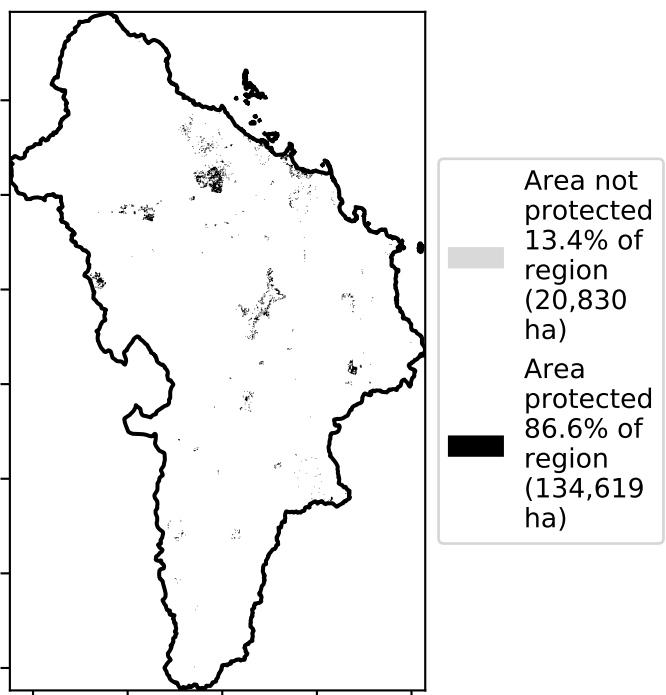 Area not
protected
13.4% of
region
(20,830
ha)
Area
protected
86.6% of
region
(134,619
ha)